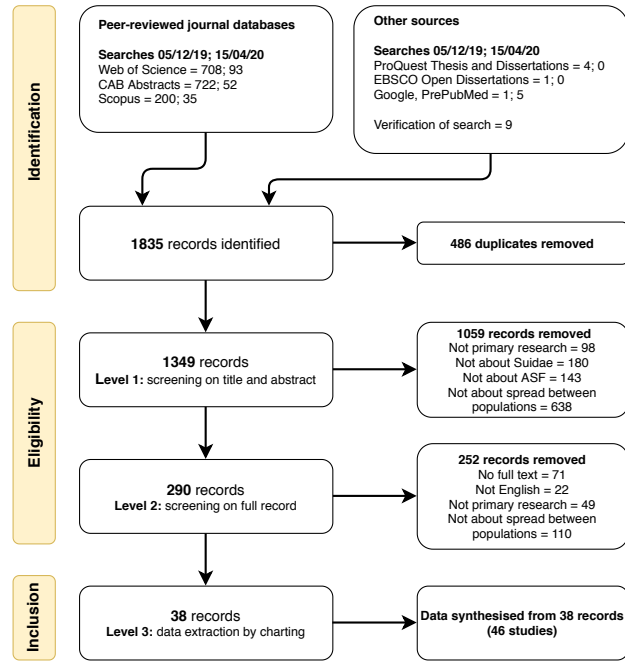 Peer-reviewed journal databases
Searches 05/12/19; 15/04/20
Web of Science = 708; 93
CAB Abstracts = 722; 52
Scopus = 200; 35
Other sources
Searches 05/12/19; 15/04/20
ProQuest Thesis and Dissertations = 4; 0
EBSCO Open Dissertations = 1; 0
Google, PrePubMed = 1; 5
Verification of search = 9
Identification
1835 records identified
486 duplicates removed
Eligibility
1349 records
Level 1: screening on title and abstract
1059 records removed
Not primary research = 98
Not about Suidae = 180
Not about ASF = 143
Not about spread between
populations = 638
290 records
Level 2: screening on full record
252 records removed
No full text = 71
Not English = 22
Not primary research = 49
Not about spread between
populations = 110
Inclusion
38 records
Level 3: data extraction by charting
Data synthesised from 38 records
(46 studies)